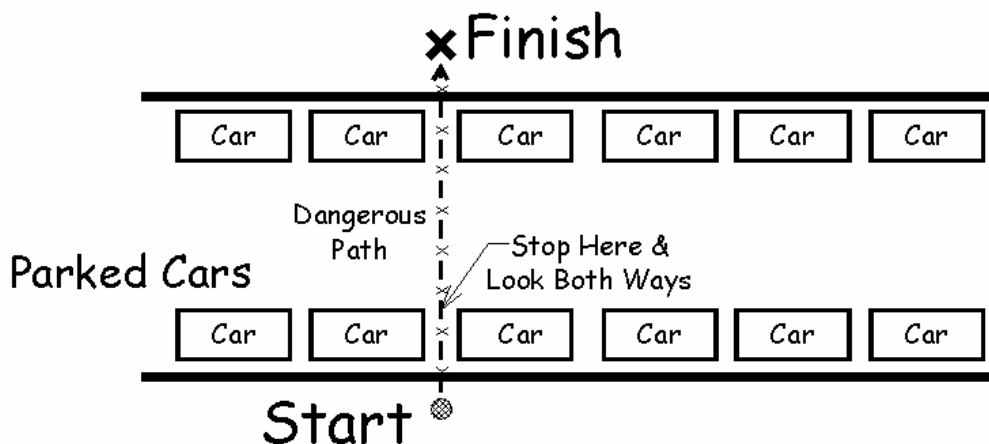 Finish
Car Car Car Car Car Car
Dangerous
Path
Stop Here &
Look Both Ways
Parked Cars
Car Car Car Car Car Car
Start